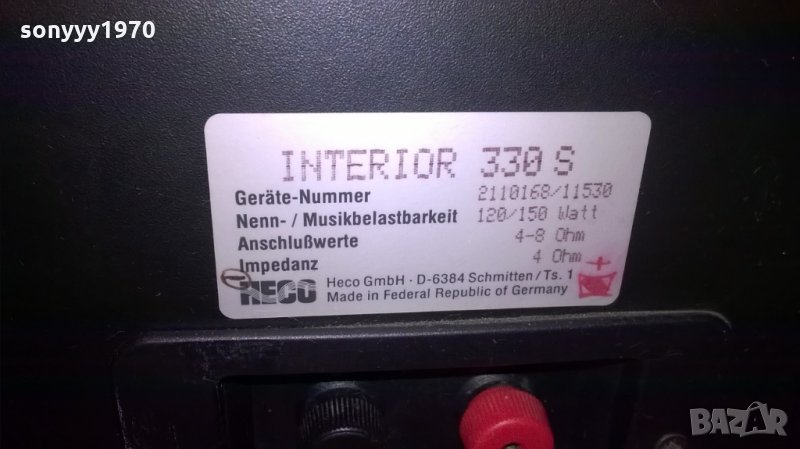 sonyyy1970
INTERIOR 330 S
Geräte-Nummer 2110168/11530
Nenn- / Musikbelastbarkeit 120/150 Watt
Anschlußwerte 4-8 Ohm
Impedanz 4 Ohm +
HECO Heco GmbH · D-6384 Schmitten/Ts. 1
Made in Federal Republic of Germany
BAZAR